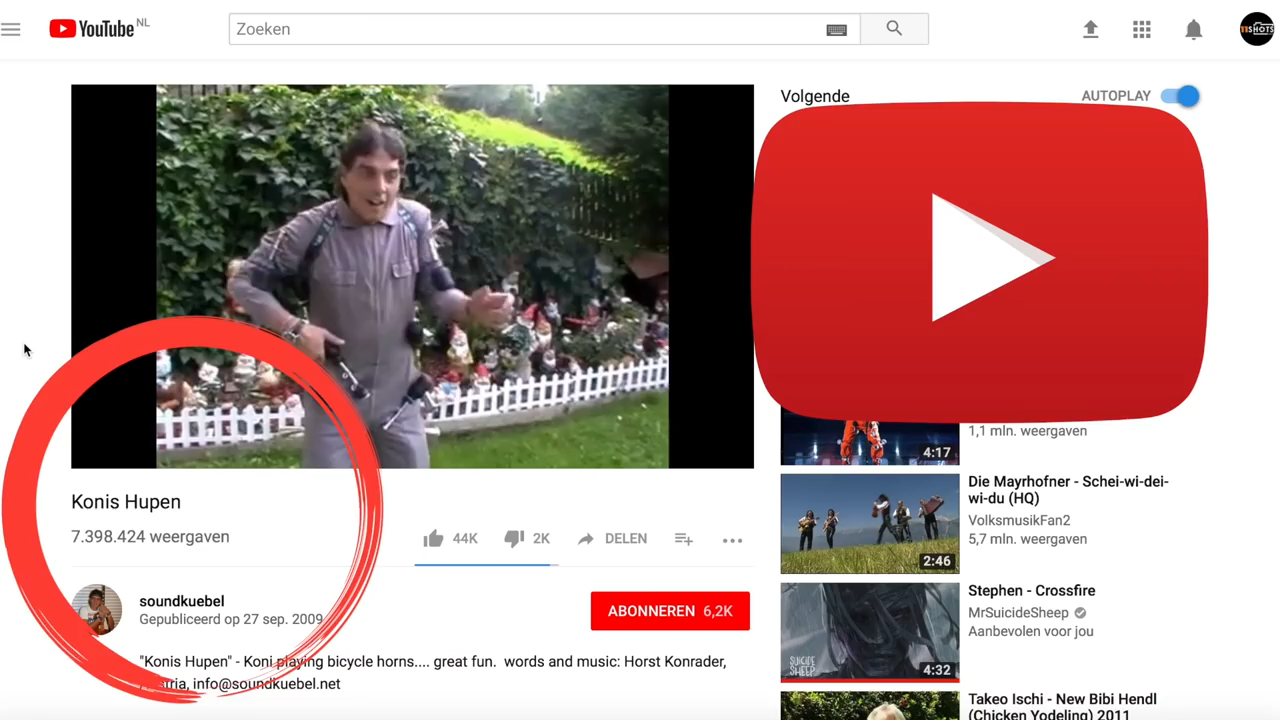 YouTube NL
Zoeken
11SHOTS
Volgende
AUTOPLAY
1,1 mln. weergaven
4:17
Konis Hupen
7.398.424 weergaven
44K
2K
DELEN
Die Mayrhofner - Schei-wi-dei-
wi-du (HQ)
VolksmusikFan2
5,7 mln. weergaven
2:46
soundkuebel
Gepubliceerd op 27 sep. 2009
ABONNEREN 6,2K
Stephen - Crossfire
MrSuicideSheep
Aanbevolen voor jou
SUICIDE
SHEEP
4:32
"Konis Hupen" - Koni playing bicycle horns.... great fun. words and music: Horst Konrader,
info@soundkuebel.net
Takeo Ischi - New Bibi Hendl
(Chicken Yodeling) 2011